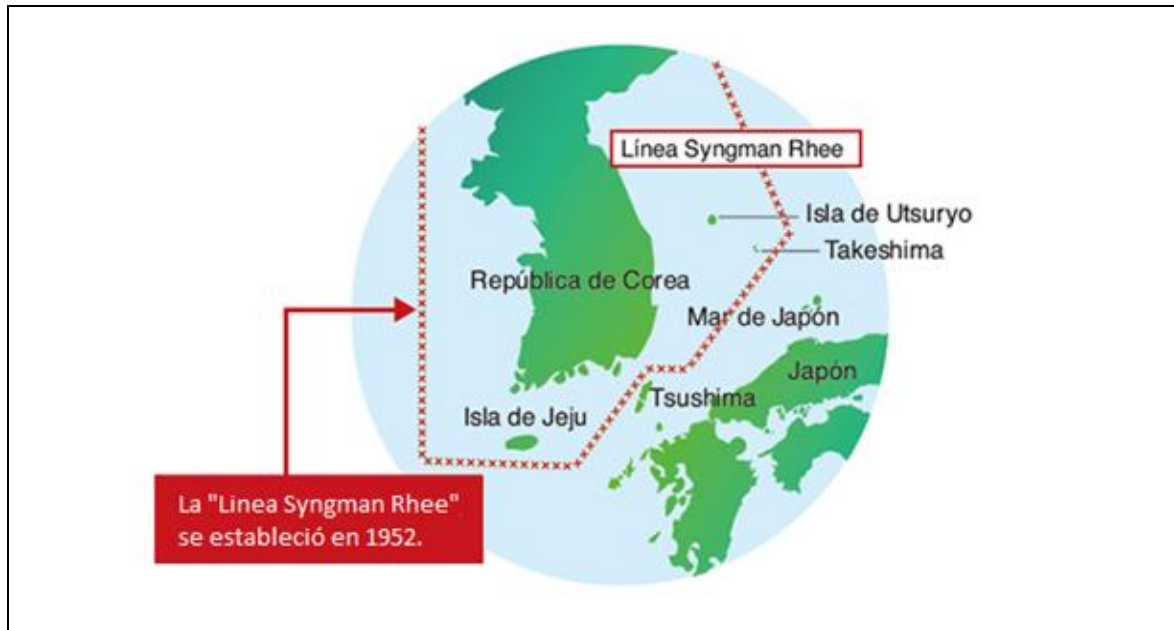 Línea Syngman Rhee
Isla de Utsuryo
Takeshima
República de Corea
Mar de Japón
Japón
Tsushima
Isla de Jeju
La "Linea Syngman Rhee"
se estableció en 1952.